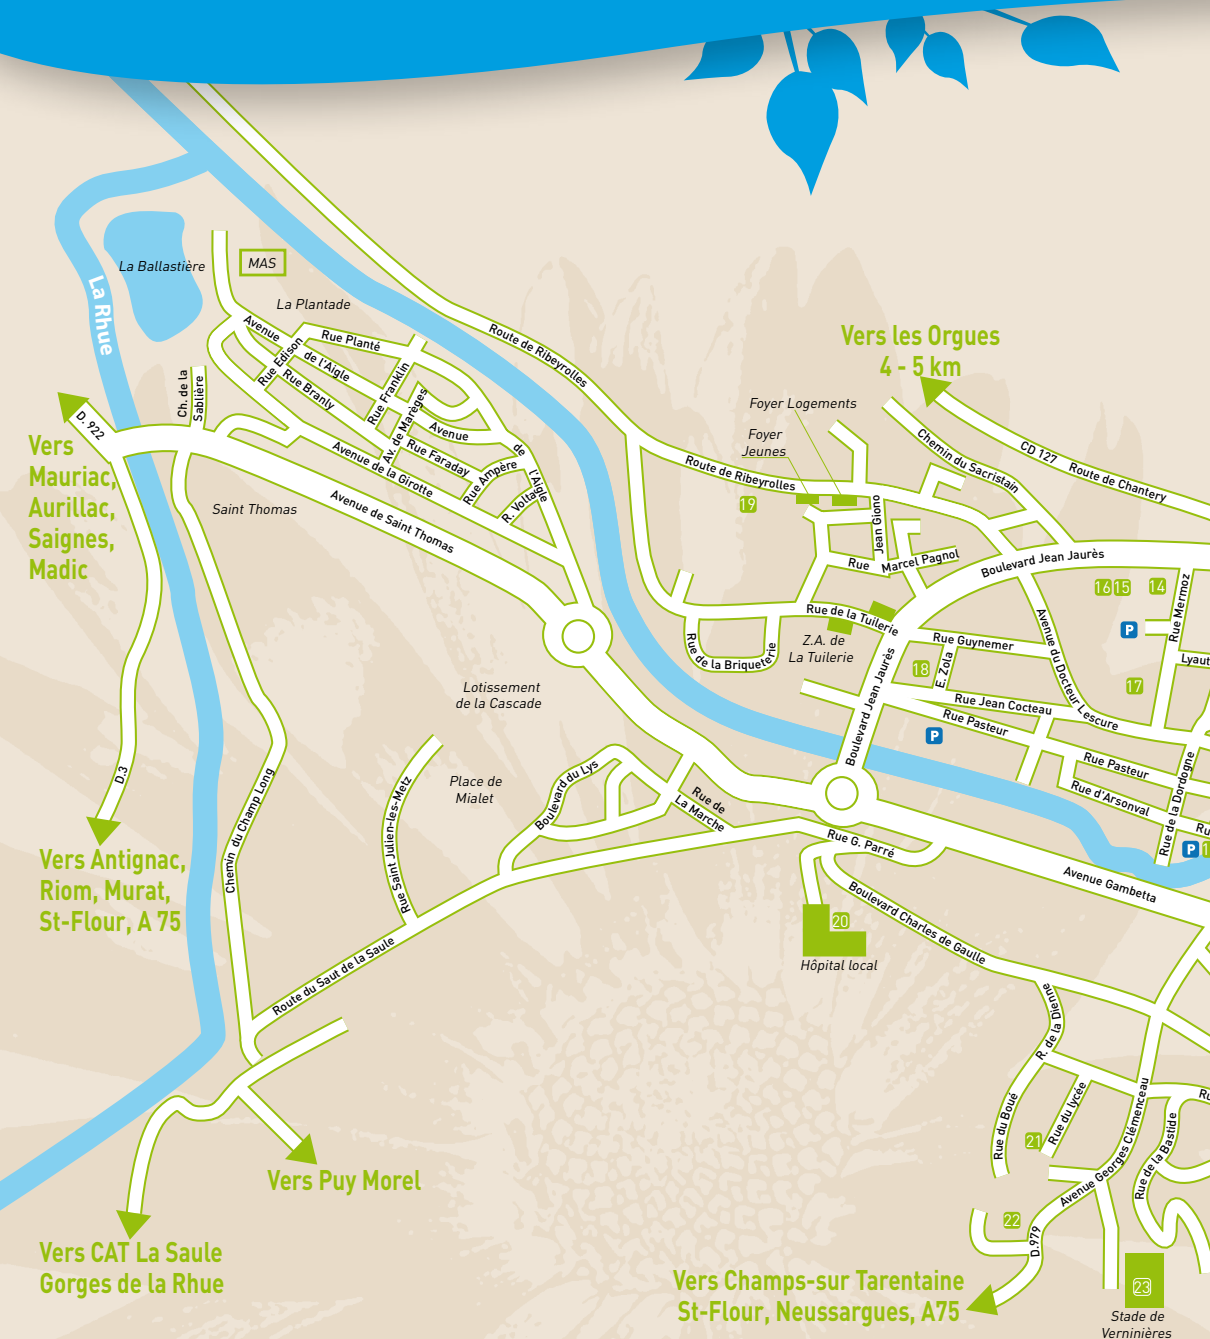 La Rhue
La Ballastière
MAS
La Plantade
Avenue
de l'Aigle
Rue Planté
Rue Edison
Rue Branly
Rue Franklin
Av. de Marèges
Avenue
de
l'Aigle
Rue Faraday
Rue Ampère
R. Volta
Avenue de la Girotte
Ch. de la
Sablière
D. 922
Vers
Mauriac,
Aurillac,
Saignes,
Madic
Saint Thomas
Avenue de Saint Thomas
Route de Ribeyrolles
Route de Ribeyrolles
Vers les Orgues
4 - 5 km
Foyer Logements
Foyer
Jeunes
19
Chemin du Sacristain
CD 127
Route de Chantery
Jean Giono
Rue
Marcel Pagnol
Boulevard Jean Jaurès
16
15
14
P
Rue Mermoz
Lyaut
17
Rue de la Tuilerie
Z.A. de
La Tuilerie
Rue de la Briqueterie
Rue Guynemer
18
E. Zola
Avenue du Docteur Lescure
Rue Jean Cocteau
Rue Pasteur
P
Boulevard Jean Jaurès
Rue Pasteur
Rue d'Arsonval
Rue de la Dordogne
Ru
P
1
Lotissement
de la Cascade
Place de
Mialet
Boulevard du Lys
Rue de
La Marche
Rue Saint Julien-les-Metz
D.3
Chemin du Champ Long
Vers Antignac,
Riom, Murat,
St-Flour, A 75
Rue G. Parré
Avenue Gambetta
Boulevard Charles de Gaulle
20
Hôpital local
Route du Saut de la Saule
R. de la Dienne
Rue du Boué
Rue du lycée
21
Avenue Georges Clémenceau
Ru
Rue de la Bastide
22
D.979
Vers Puy Morel
Vers CAT La Saule
Gorges de la Rhue
Vers Champs-sur Tarentaine
St-Flour, Neussargues, A75
23
Stade de
Verninières